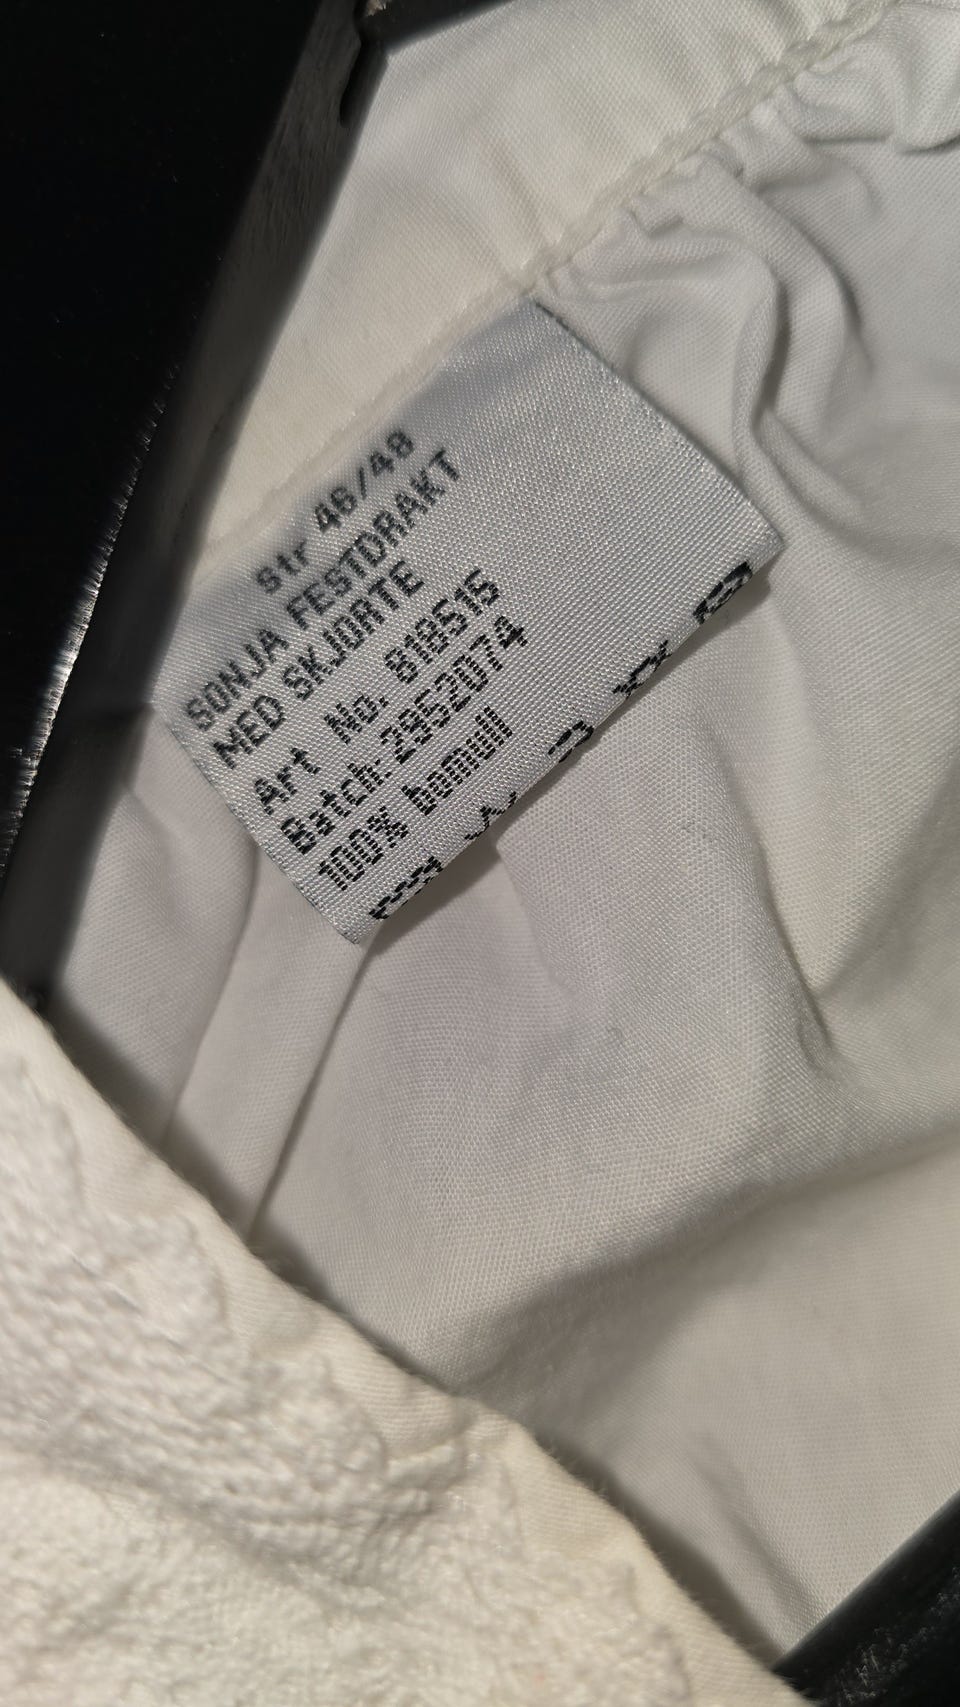 str 46/48
SONJA FESTDRAKT
MED SKJORTE
Art No. 818515
Batch.2952074
100% bomull